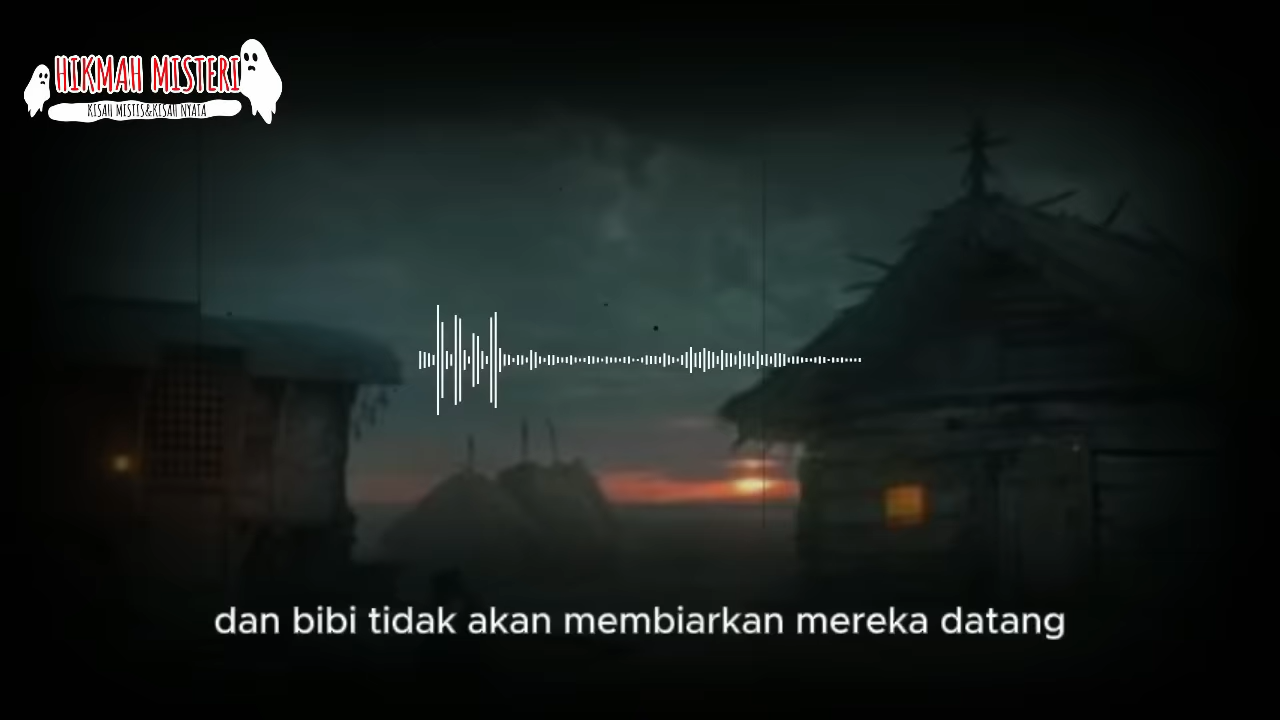 HIKMAH MISTERI
KISAH MISTIS&KISAH NYATA
dan bibi tidak akan membiarkan mereka datang